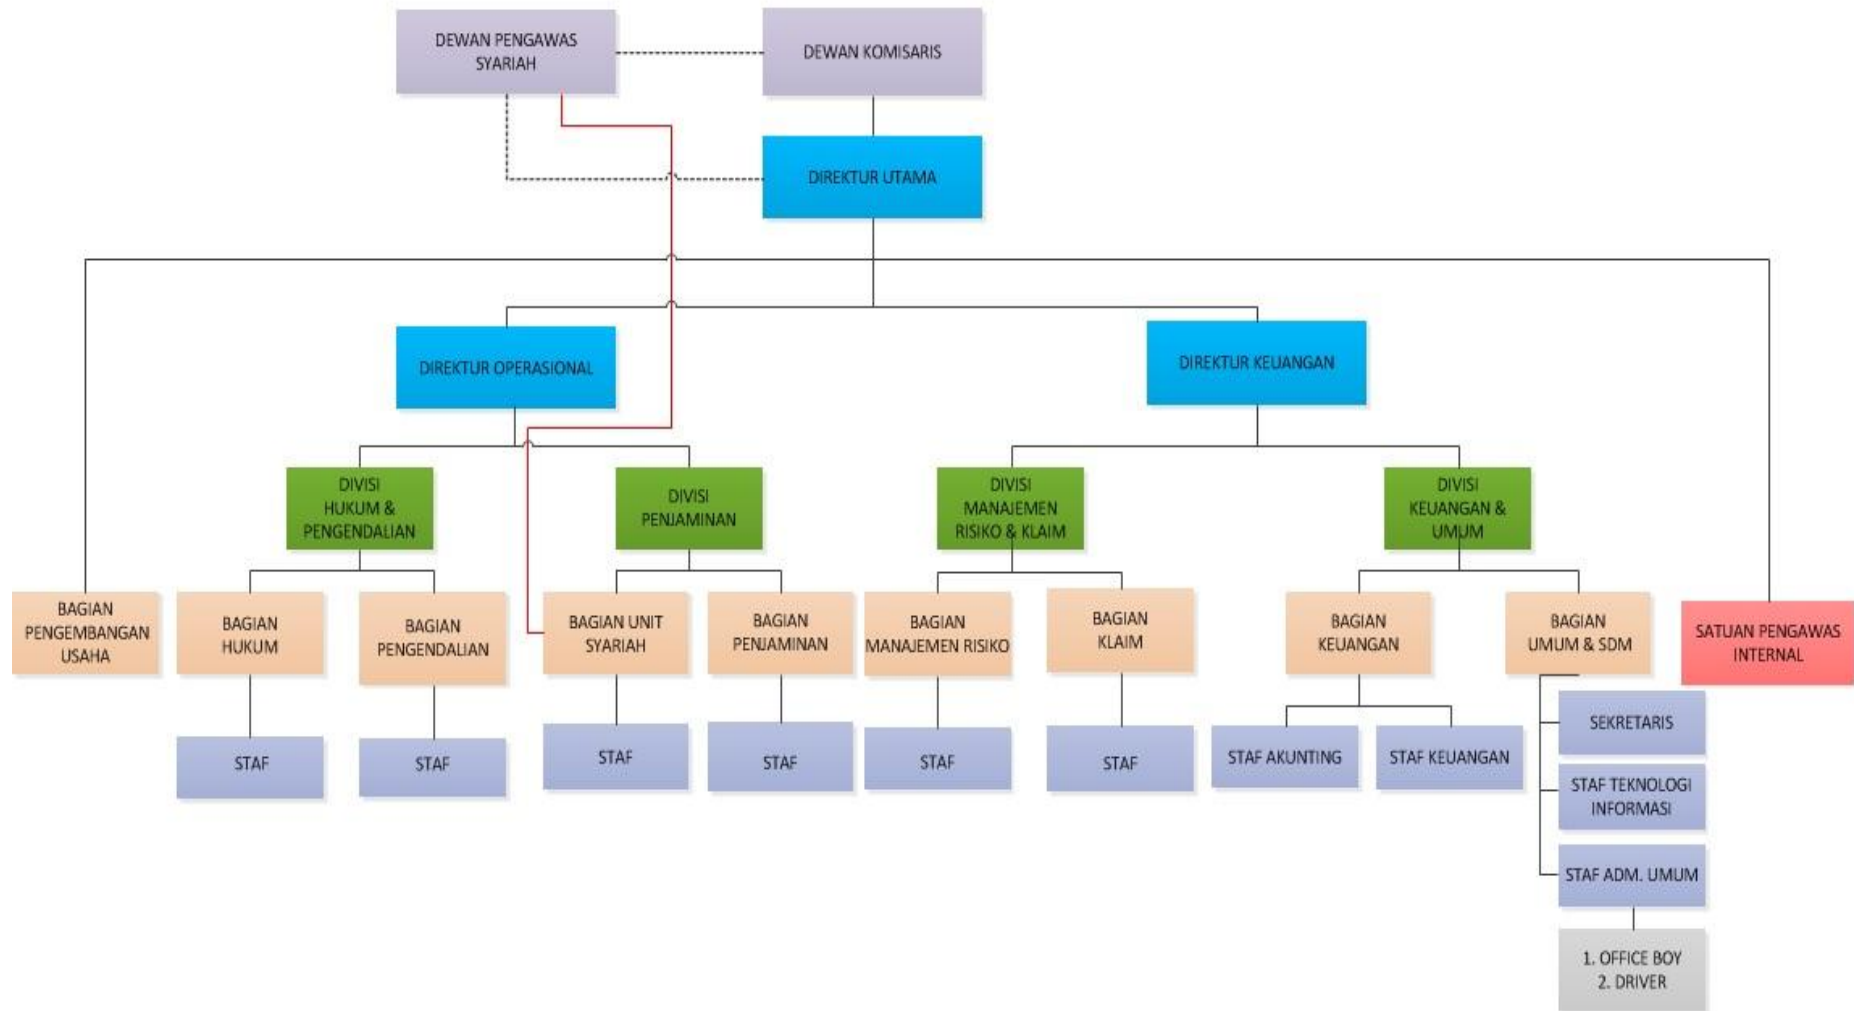 DEWAN PENGAWAS
SYARIAH
DEWAN KOMISARIS
DIREKTUR UTAMA
DIREKTUR OPERASIONAL
DIREKTUR KEUANGAN
DIVISI
HUKUM &
PENGENDALIAN
DIVISI
PENJAMINAN
DIVISI
MANAJEMEN
RISIKO & KLAIM
DIVISI
KEUANGAN &
UMUM
BAGIAN
PENGEMBANGAN
USAHA
BAGIAN
HUKUM
BAGIAN
PENGENDALIAN
BAGIAN UNIT
SYARIAH
BAGIAN
PENJAMINAN
BAGIAN
MANAJEMEN RISIKO
BAGIAN
KLAIM
BAGIAN
KEUANGAN
BAGIAN
UMUM & SDM
SATUAN PENGAWAS
INTERNAL
STAF
STAF
STAF
STAF
STAF
STAF
STAF AKUNTING
STAF KEUANGAN
SEKRETARIS
STAF TEKNOLOGI
INFORMASI
STAF ADM. UMUM
1. OFFICE BOY
2. DRIVER